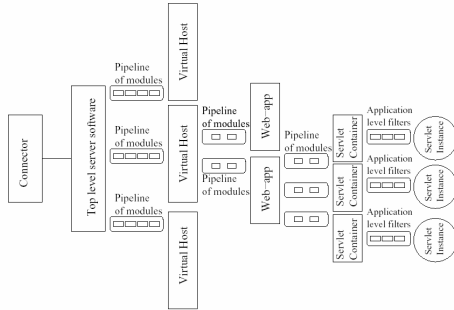 Connector
Top level server software
Pipeline
of modules
Pipeline
of modules
Pipeline
of modules
Virtual Host
Virtual Host
Virtual Host
Pipeline
of modules
Pipeline
of modules
Web-app
Web-app
Pipeline
of modules
Servlet
Container
Servlet
Container
Servlet
Container
Application
level filters
Application
level filters
Application
level filters
Servlet
Instance
Servlet
Instance
Servlet
Instance